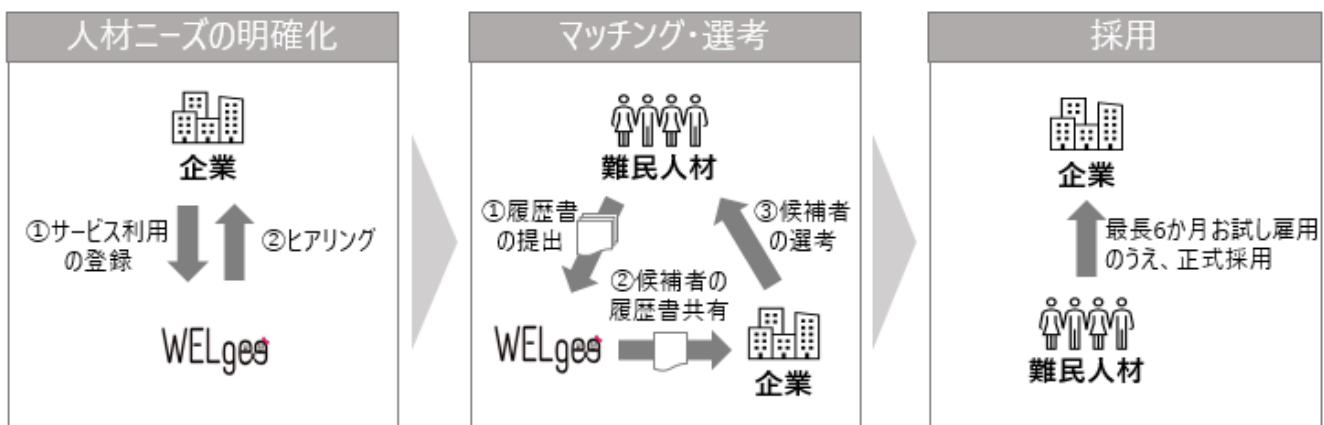 人材ニーズの明確化
企業
①サービス利用
の登録
②ヒアリング
WELgee
マッチング・選考
難民人材
①履歴書
の提出
③候補者
の選考
②候補者の
履歴書共有
WELgee
企業
採用
企業
最長6か月お試し雇用
のうえ、正式採用
難民人材